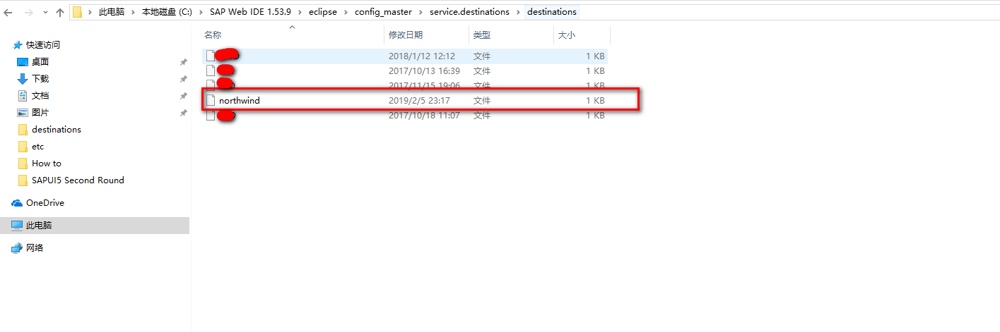 此电脑 › 本地磁盘 (C:) › SAP Web IDE 1.53.9 › eclipse › config_master › service.destinations › destinations
名称 修改日期 类型 大小
快速访问
桌面
下载
文档
图片
destinations
etc
How to
SAPUI5 Second Round
OneDrive
此电脑
网络
2018/1/12 12:12 文件 1 KB
2017/10/13 16:39 文件 1 KB
2017/11/15 19:06 文件 1 KB
northwind 2019/2/5 23:17 文件 1 KB
2017/10/18 11:07 文件 1 KB